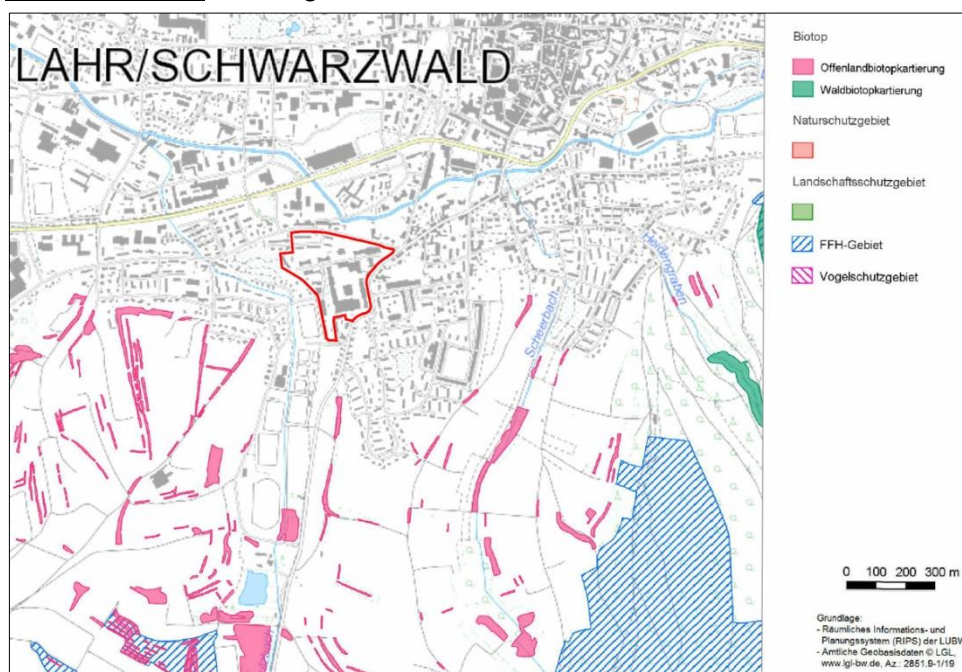 LAHR/SCHWARZWALD
Scheerbach
Heidengraben
Biotop
Offenlandbiotopkartierung
Waldbiotopkartierung
Naturschutzgebiet
Landschaftsschutzgebiet
FFH-Gebiet
Vogelschutzgebiet
0 100 200 300 m
Grundlage:
- Räumliches Informations- und
Planungssystem (RIPS) der LUBW
- Amtliche Geobasisdaten © LGL,
www.lgl-bw.de, Az.: 2851.9-1/19